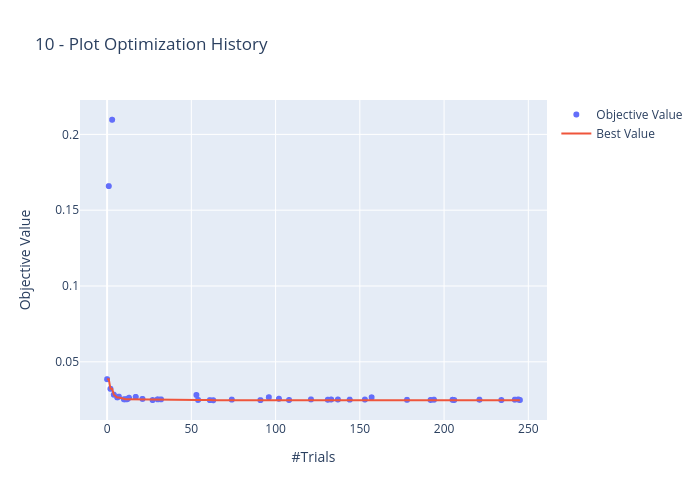 10 - Plot Optimization History
Objective Value
Best Value
0.2
0.15
0.1
0.05
Objective Value
0 50 100 150 200 250
#Trials